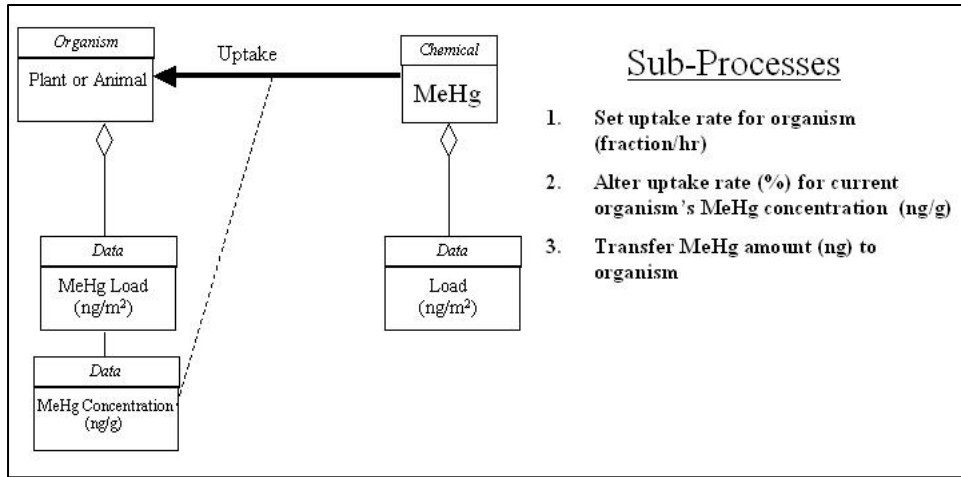 Organism
Plant or Animal
Uptake
Chemical
MeHg
Data
MeHg Load
(ng/m²)
Data
MeHg Concentration
(ng/g)
Data
Load
(ng/m²)
Sub-Processes
1. Set uptake rate for organism
(fraction/hr)
2. Alter uptake rate (%) for current
organism's MeHg concentration (ng/g)
3. Transfer MeHg amount (ng) to
organism